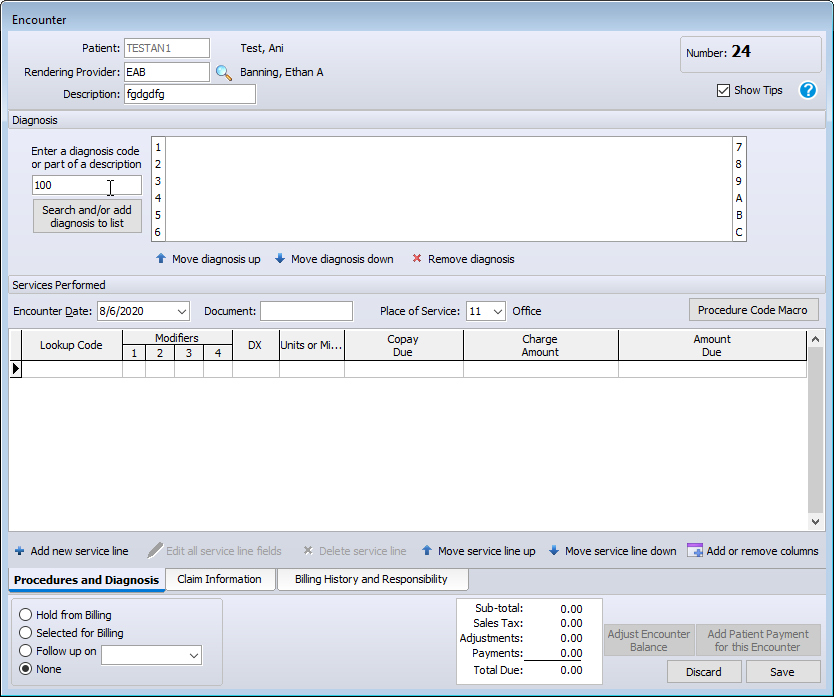 Encounter
Patient: TESTAN1 Test, Ani
Number: 24
Rendering Provider: EAB Banning, Ethan A
Description: fgdgdfg
Show Tips ?
Diagnosis
Enter a diagnosis code
or part of a description
100
Search and/or add
diagnosis to list
1 7
2 8
3 9
4 A
5 B
6 C
Move diagnosis up Move diagnosis down Remove diagnosis
Services Performed
Encounter Date: 8/6/2020 Document: Place of Service: 11 Office Procedure Code Macro
Lookup Code Modifiers DX Units or Mi... Copay Due Charge Amount Amount Due
1 2 3 4
Add new service line Edit all service line fields Delete service line Move service line up Move service line down Add or remove columns
Procedures and Diagnosis Claim Information Billing History and Responsibility
Hold from Billing
Selected for Billing
Follow up on
None
Sub-total: 0.00
Sales Tax: 0.00
Adjustments: 0.00
Payments: 0.00
Total Due: 0.00
Adjust Encounter
Balance
Add Patient Payment
for this Encounter
Discard Save